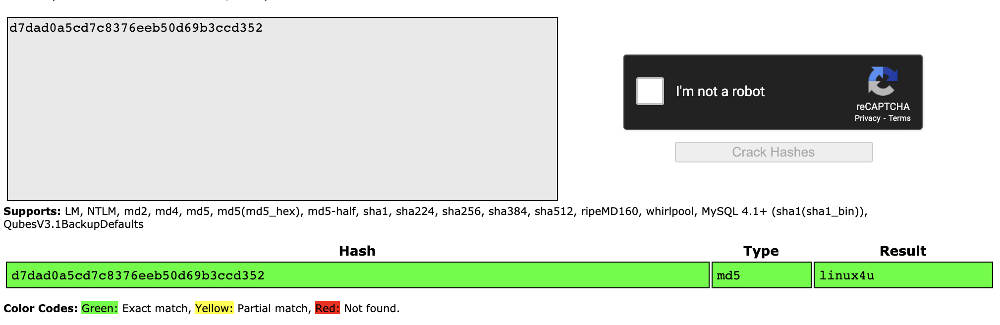 d7dad0a5cd7c8376eeb50d69b3ccd352
I'm not a robot
reCAPTCHA
Privacy - Terms
Crack Hashes
Supports: LM, NTLM, md2, md4, md5, md5(md5_hex), md5-half, sha1, sha224, sha256, sha384, sha512, ripeMD160, whirlpool, MySQL 4.1+ (sha1(sha1_bin)),
QubesV3.1BackupDefaults
Hash Type Result
d7dad0a5cd7c8376eeb50d69b3ccd352 md5 linux4u
Color Codes: Green: Exact match, Yellow: Partial match, Red: Not found.